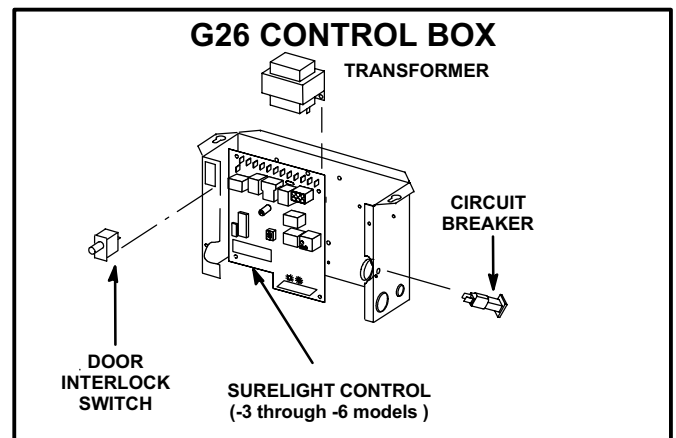 G26 CONTROL BOX
TRANSFORMER
CIRCUIT
BREAKER
DOOR
INTERLOCK
SWITCH
SURELIGHT CONTROL
(-3 through -6 models )